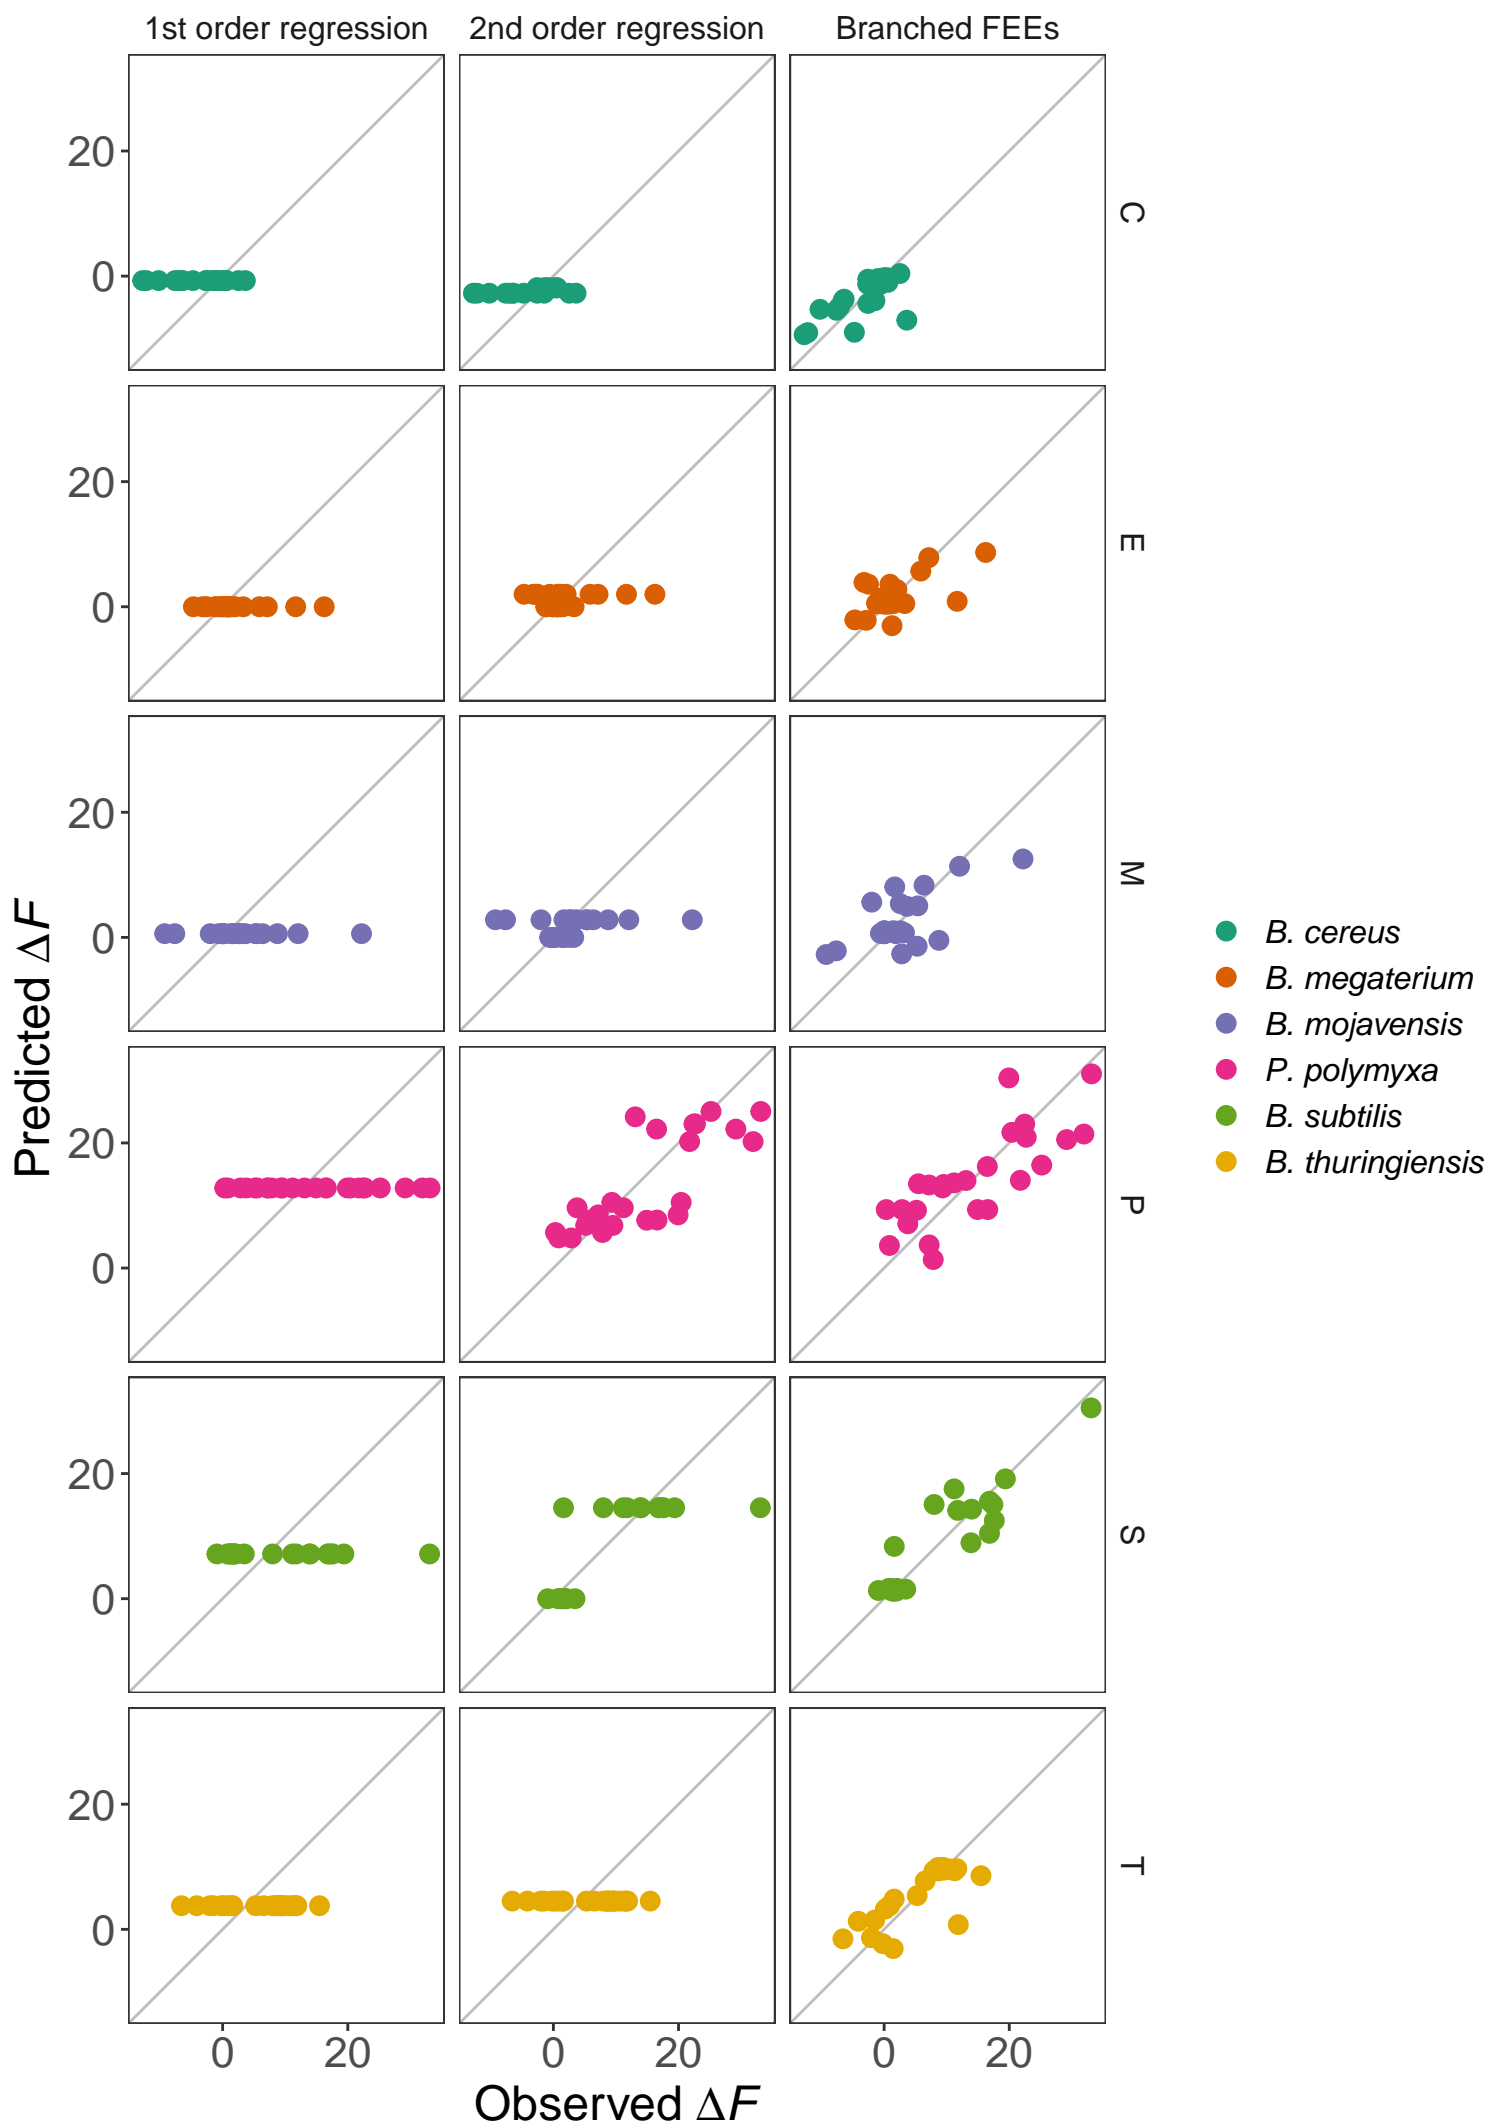 1st order regression 2nd order regression Branched FEEs
20
0
C
20
0
E
20
0
M
20
0
P
20
0
S
20
0
T
0 20 0 20 0 20
Observed ΔF
Predicted ΔF
B. cereus
B. megaterium
B. mojavensis
P. polymyxa
B. subtilis
B. thuringiensis